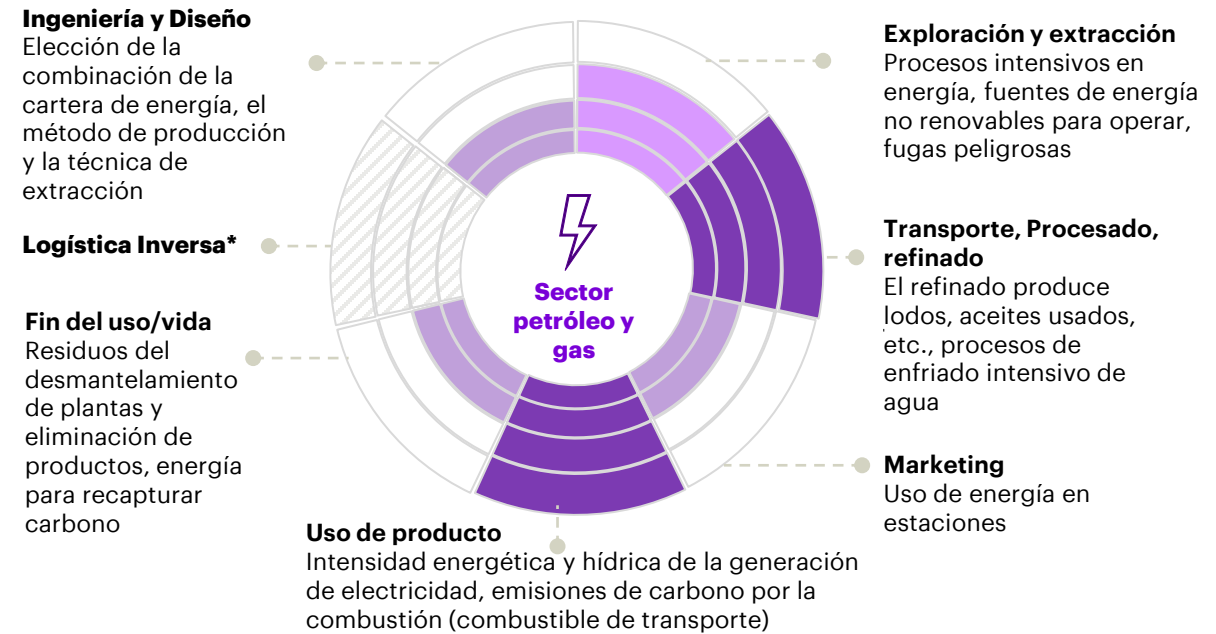 Ingeniería y Diseño
Elección de la
combinación de la
cartera de energía, el
método de producción
y la técnica de
extracción
Logística Inversa*
Fin del uso/vida
Residuos del
desmantelamiento
de plantas y
eliminación de
productos, energía
para recapturar
carbono
Sector
petróleo y
gas
Exploración y extracción
Procesos intensivos en
energía, fuentes de energía
no renovables para operar,
fugas peligrosas
Transporte, Procesado,
refinado
El refinado produce
lodos, aceites usados,
etc., procesos de
enfriado intensivo de
agua
Marketing
Uso de energía en
estaciones
Uso de producto
Intensidad energética y hídrica de la generación
de electricidad, emisiones de carbono por la
combustión (combustible de transporte)